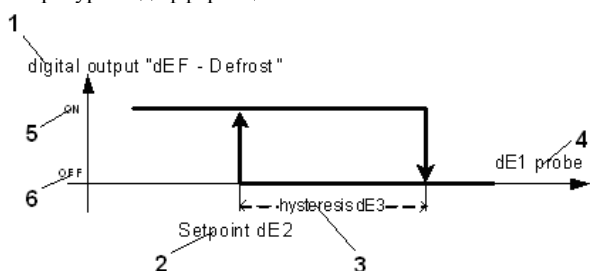 1
digital output "dEF - Defrost"
5
ON
4
dE1 probe
6
OFF
hysteresis dE3
Setpoint dE2
2
3